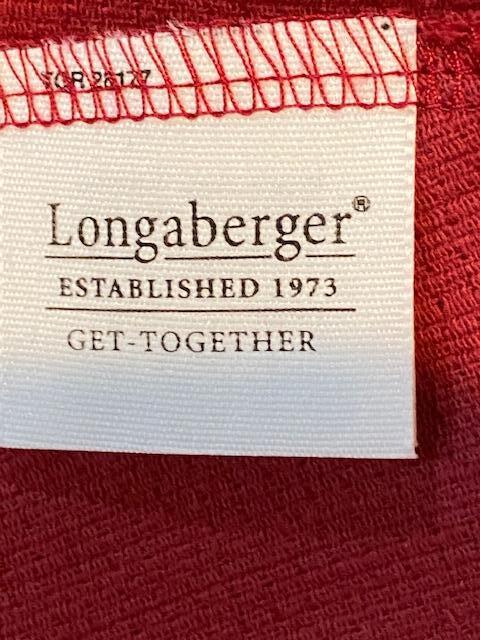 Longaberger®
ESTABLISHED 1973
GET-TOGETHER